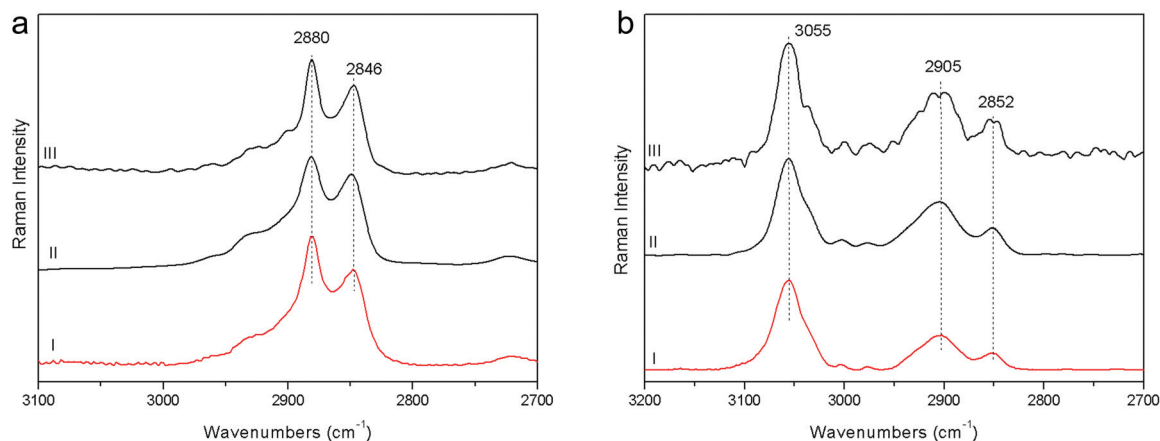 a
2880
2846
III
II
I
Raman Intensity
3100 3000 2900 2800 2700
Wavenumbers (cm⁻¹)
b
3055
2905
2852
III
II
I
Raman Intensity
3200 3100 3000 2900 2800 2700
Wavenumbers (cm⁻¹)